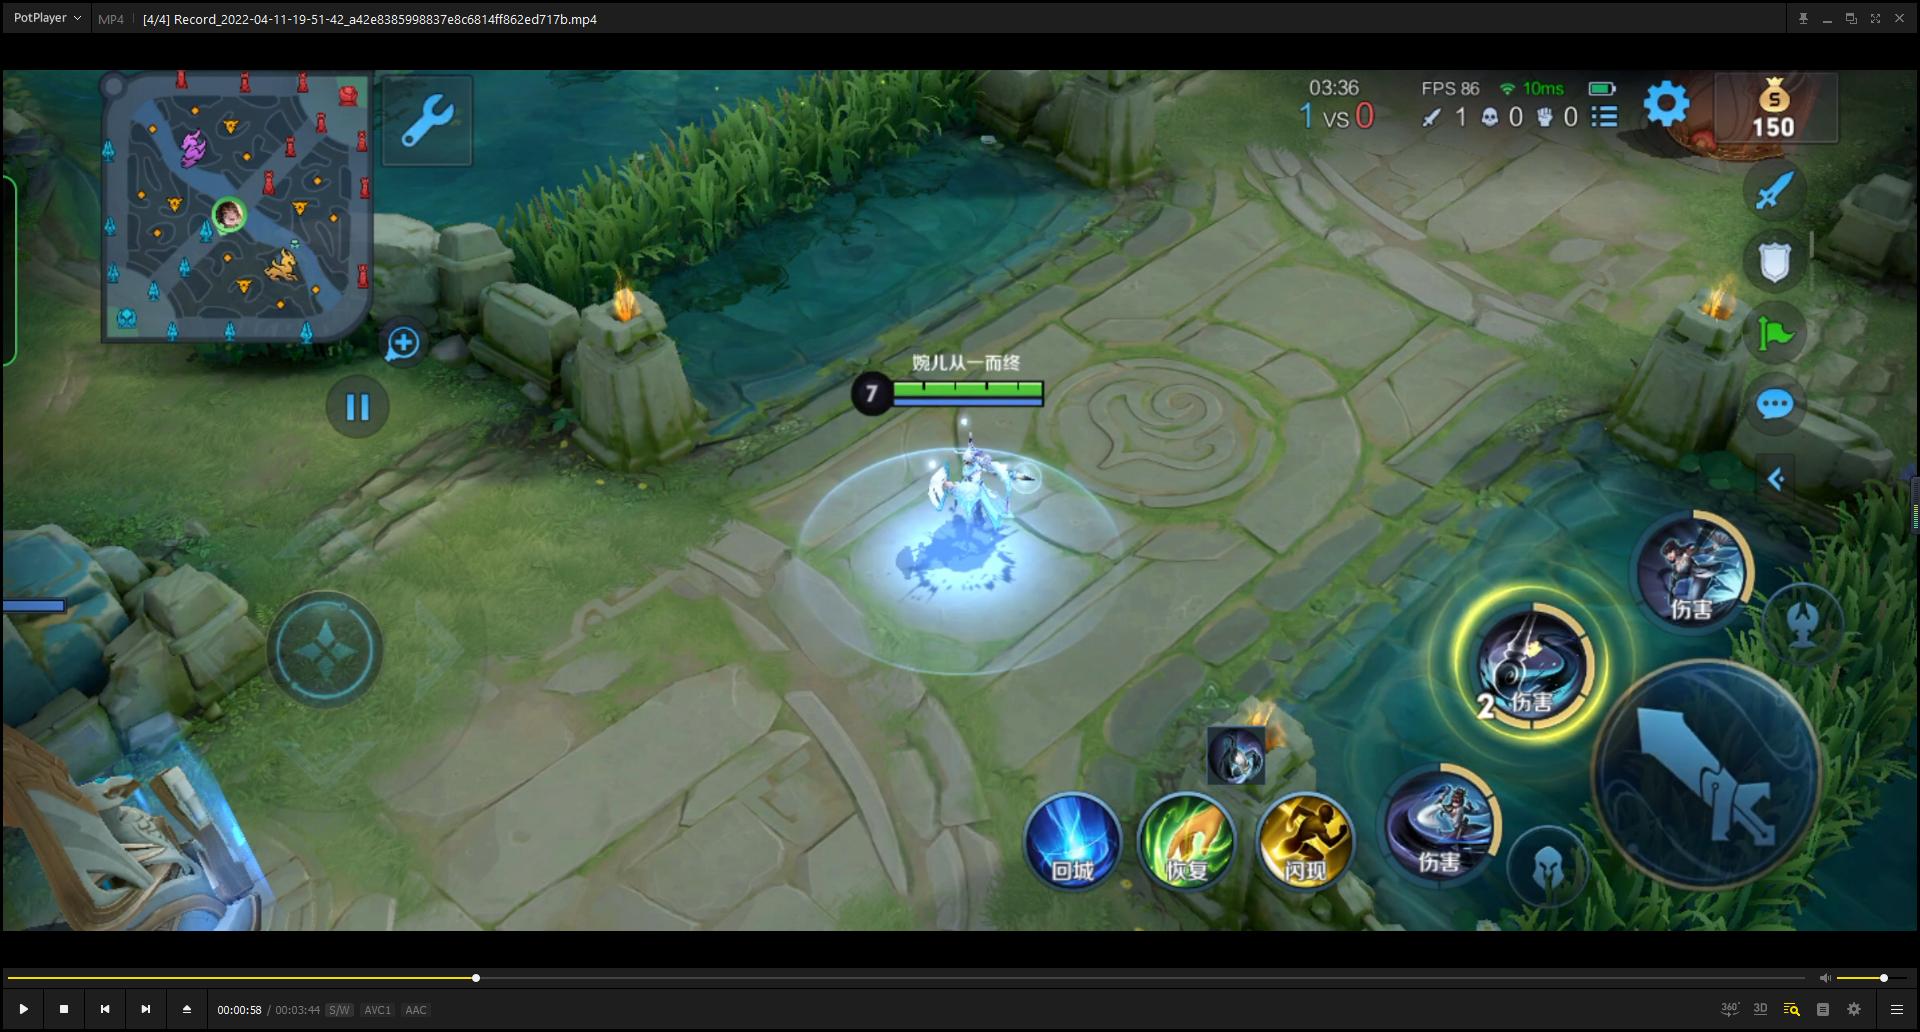 PotPlayer
MP4
[4/4] Record_2022-04-11-19-51-42_a42e8385998837e8c6814ff862ed717b.mp4
03:36
FPS 86
10ms
1 VS 0
1 0 0
S
150
婉儿从一而终
7
伤害
2 伤害
伤害
回城
恢复
闪现
00:00:58 / 00:03:44 S/W AVC1 AAC
360°
3D